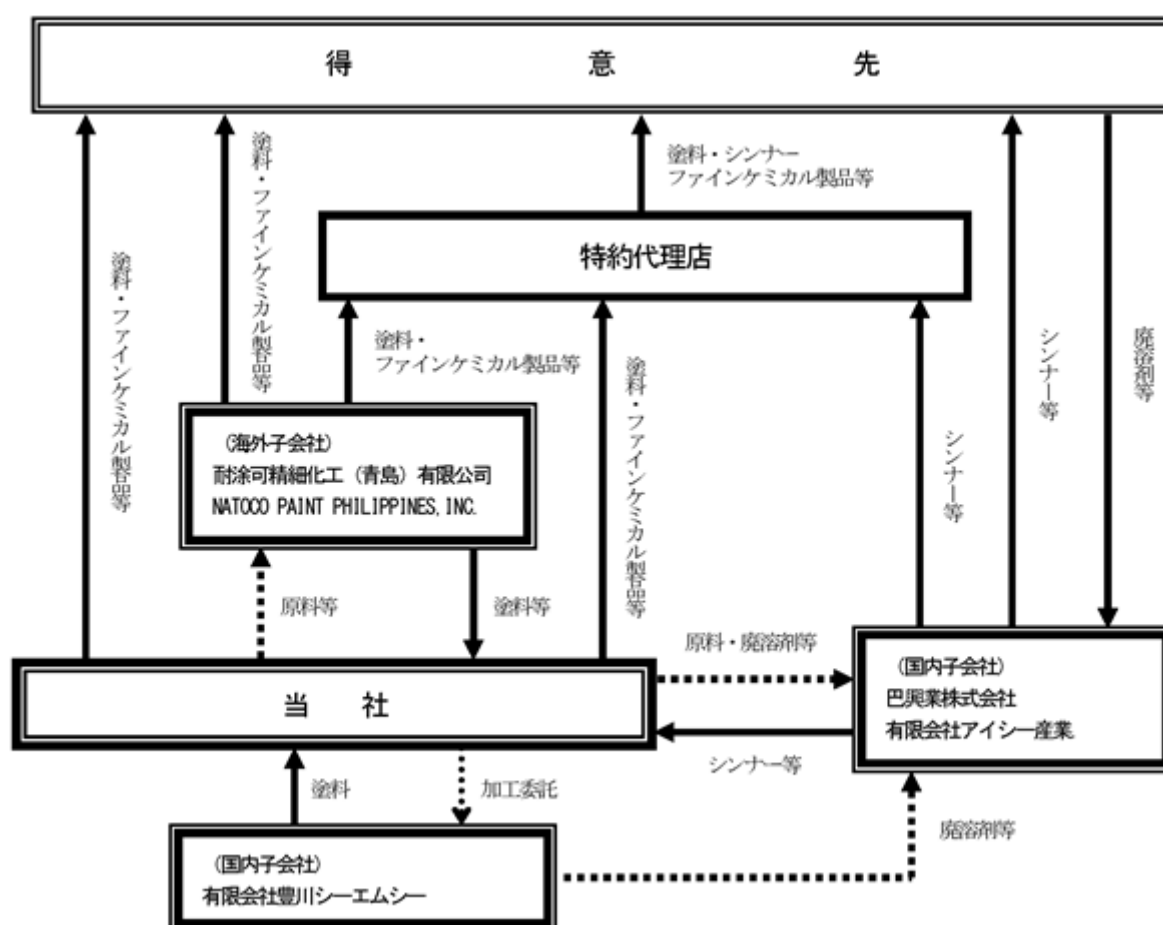 得意先
塗料・ファインケミカル製品等
塗料・ファインケミカル製品等
塗料・シンナー
ファインケミカル製品等
特約代理店
塗料・
ファインケミカル製品等
塗料・ファインケミカル製品等
シンナー等
シンナー等
廃溶剤等
(海外子会社)
耐涂可精細化工(青島)有限公司
NATOCO PAINT PHILIPPINES, INC.
原料等
塗料等
原料・廃溶剤等
(国内子会社)
巴興業株式会社
有限会社アイシー産業
当社
シンナー等
塗料
加工委託
廃溶剤等
(国内子会社)
有限会社豊川シーエムシー